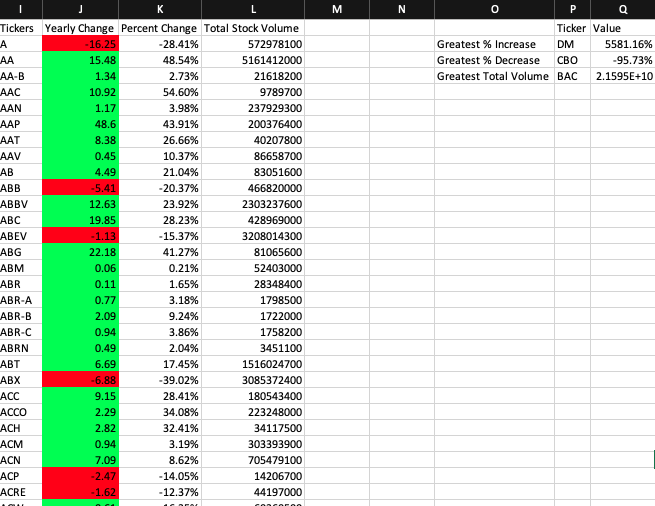 I J K L M N O P Q
Tickers Yearly Change Percent Change Total Stock Volume Ticker Value
A -16.25 -28.41% 572978100 Greatest % Increase DM 5581.16%
AA 15.48 48.54% 5161412000 Greatest % Decrease CBO -95.73%
AA-B 1.34 2.73% 21618200 Greatest Total Volume BAC 2.1595E+10
AAC 10.92 54.60% 9789700
AAN 1.17 3.98% 237929300
AAP 48.6 43.91% 200376400
AAT 8.38 26.66% 40207800
AAV 0.45 10.37% 86658700
AB 4.49 21.04% 83051600
ABB -5.41 -20.37% 466820000
ABBV 12.63 23.92% 2303237600
ABC 19.85 28.23% 428969000
ABEV -1.13 -15.37% 3208014300
ABG 22.18 41.27% 81065600
ABM 0.06 0.21% 52403000
ABR 0.11 1.65% 28348400
ABR-A 0.77 3.18% 1798500
ABR-B 2.09 9.24% 1722000
ABR-C 0.94 3.86% 1758200
ABRN 0.49 2.04% 3451100
ABT 6.69 17.45% 1516024700
ABX -6.88 -39.02% 3085372400
ACC 9.15 28.41% 180543400
ACCO 2.29 34.08% 223248000
ACH 2.82 32.41% 34117500
ACM 0.94 3.19% 303393900
ACN 7.09 8.62% 705479100
ACP -2.47 -14.05% 14206700
ACRE -1.62 -12.37% 44197000